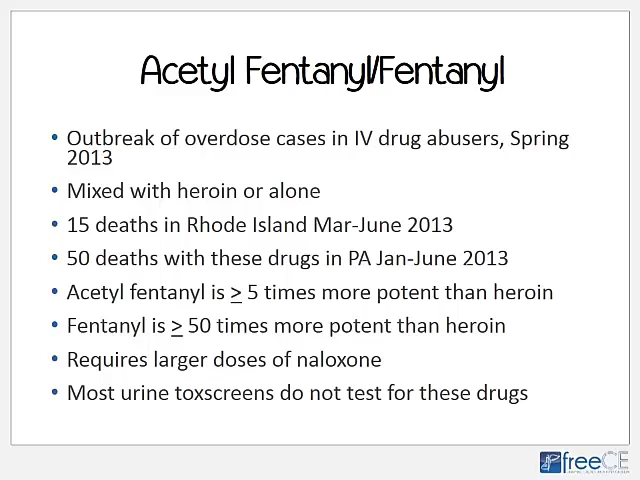 Acetyl Fentanyl/Fentanyl
• Outbreak of overdose cases in IV drug abusers, Spring
2013
• Mixed with heroin or alone
• 15 deaths in Rhode Island Mar-June 2013
• 50 deaths with these drugs in PA Jan-June 2013
• Acetyl fentanyl is ≥ 5 times more potent than heroin
• Fentanyl is ≥ 50 times more potent than heroin
• Requires larger doses of naloxone
• Most urine toxscreens do not test for these drugs
freeCE